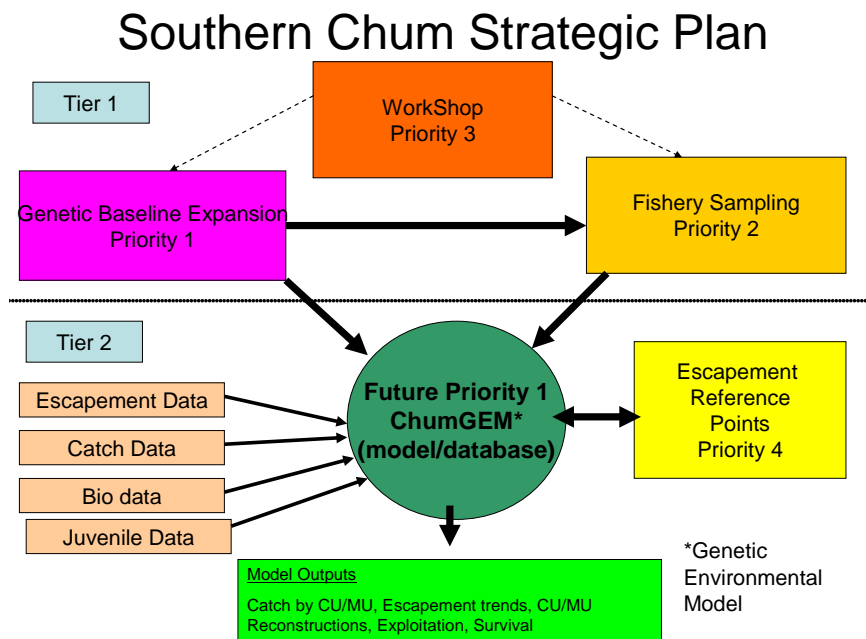 Southern Chum Strategic Plan
Tier 1
WorkShop
Priority 3
Genetic Baseline Expansion
Priority 1
Fishery Sampling
Priority 2
Tier 2
Escapement Data
Catch Data
Bio data
Juvenile Data
Future Priority 1
ChumGEM*
(model/database)
Escapement
Reference
Points
Priority 4
Model Outputs
Catch by CU/MU, Escapement trends, CU/MU
Reconstructions, Exploitation, Survival
*Genetic
Environmental
Model